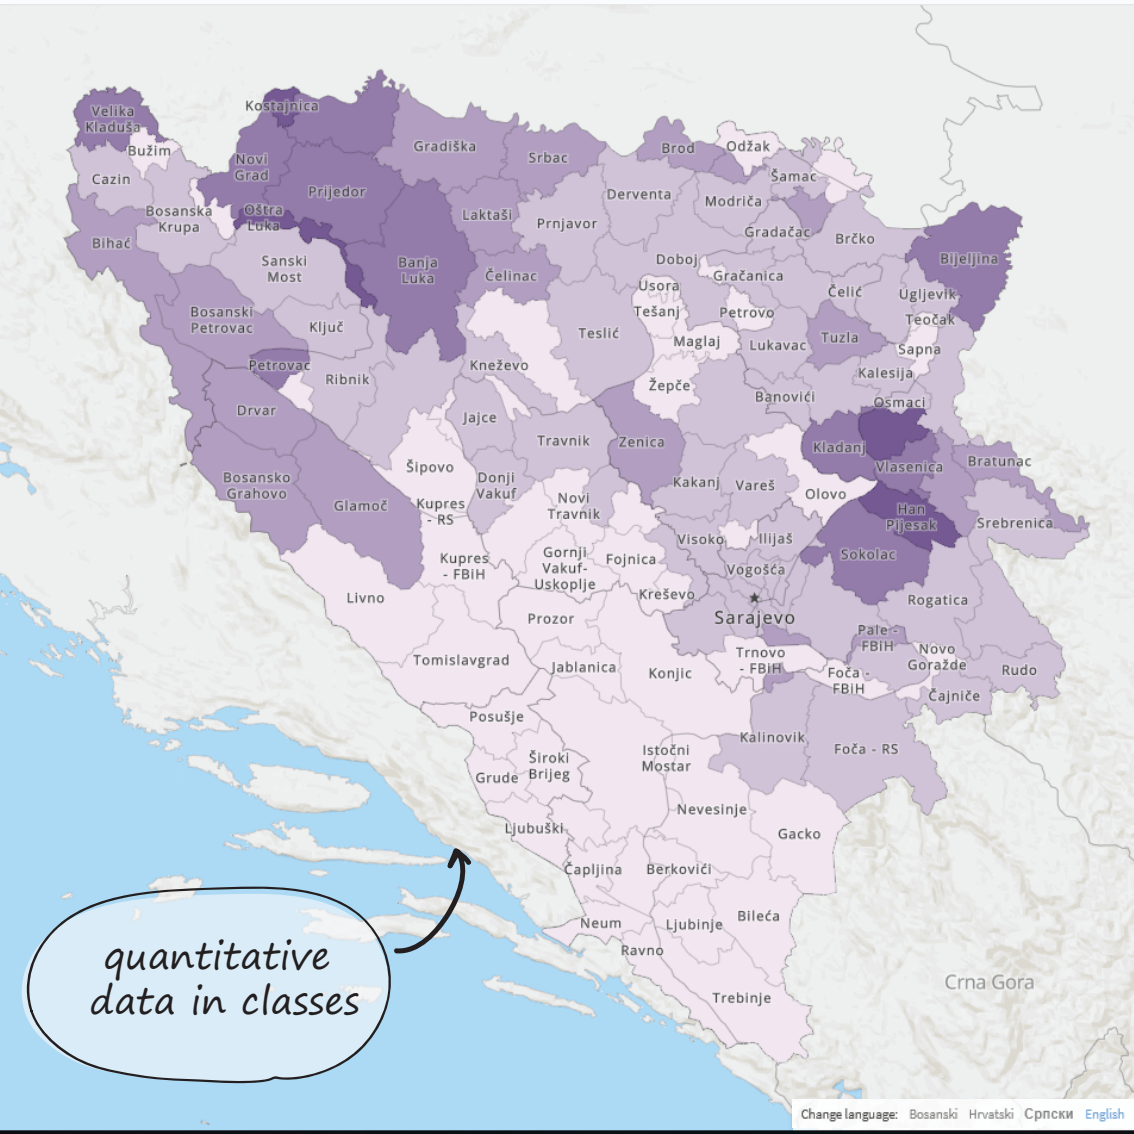 Kostajnica
Velika
Kladuša
Bužim
Gradiška
Srbac
Brod
Odžak
Novi
Grad
Cazin
Prijedor
Šamac
Derventa
Modriča
Bosanska
Krupa
Oštra
Luka
Laktaši
Prnjavor
Gradačac
Brčko
Bihać
Sanski
Most
Banja
Luka
Čelinac
Doboj
Gračanica
Bijeljina
Usora
Čelić
Ugljevik
Bosanski
Petrovac
Ključ
Teslić
Tešanj
Petrovo
Teočak
Maglaj
Lukavac
Tuzla
Sapna
Petrovac
Ribnik
Kneževo
Žepče
Kalesija
Banovići
Osmaci
Drvar
Jajce
Travnik
Zenica
Kladanj
Vlasenica
Bratunac
Šipovo
Bosansko
Grahovo
Donji
Vakuf
Kakanj
Vareš
Olovo
Glamoč
Kupres
- RS
Novi
Travnik
Han
Pijesak
Srebrenica
Visoko
Ilijaš
Kupres
- FBiH
Gornji
Vakuf-
Uskoplje
Fojnica
Vogošća
Sokolac
Livno
Kreševo
Rogatica
Prozor
Sarajevo
Pale -
FBiH
Tomislavgrad
Jablanica
Konjic
Trnovo
- FBiH
Novo
Goražde
Foča -
FBiH
Rudo
Čajniče
Posušje
Kalinovik
Foča - RS
Istočni
Mostar
Široki
Brijeg
Grude
Nevesinje
Ljubuški
Gacko
Čapljina
Berkovići
Neum
Ljubinje
Bileća
Ravno
Trebinje
Crna Gora
quantitative
data in classes
Change language: Bosanski Hrvatski Српски English